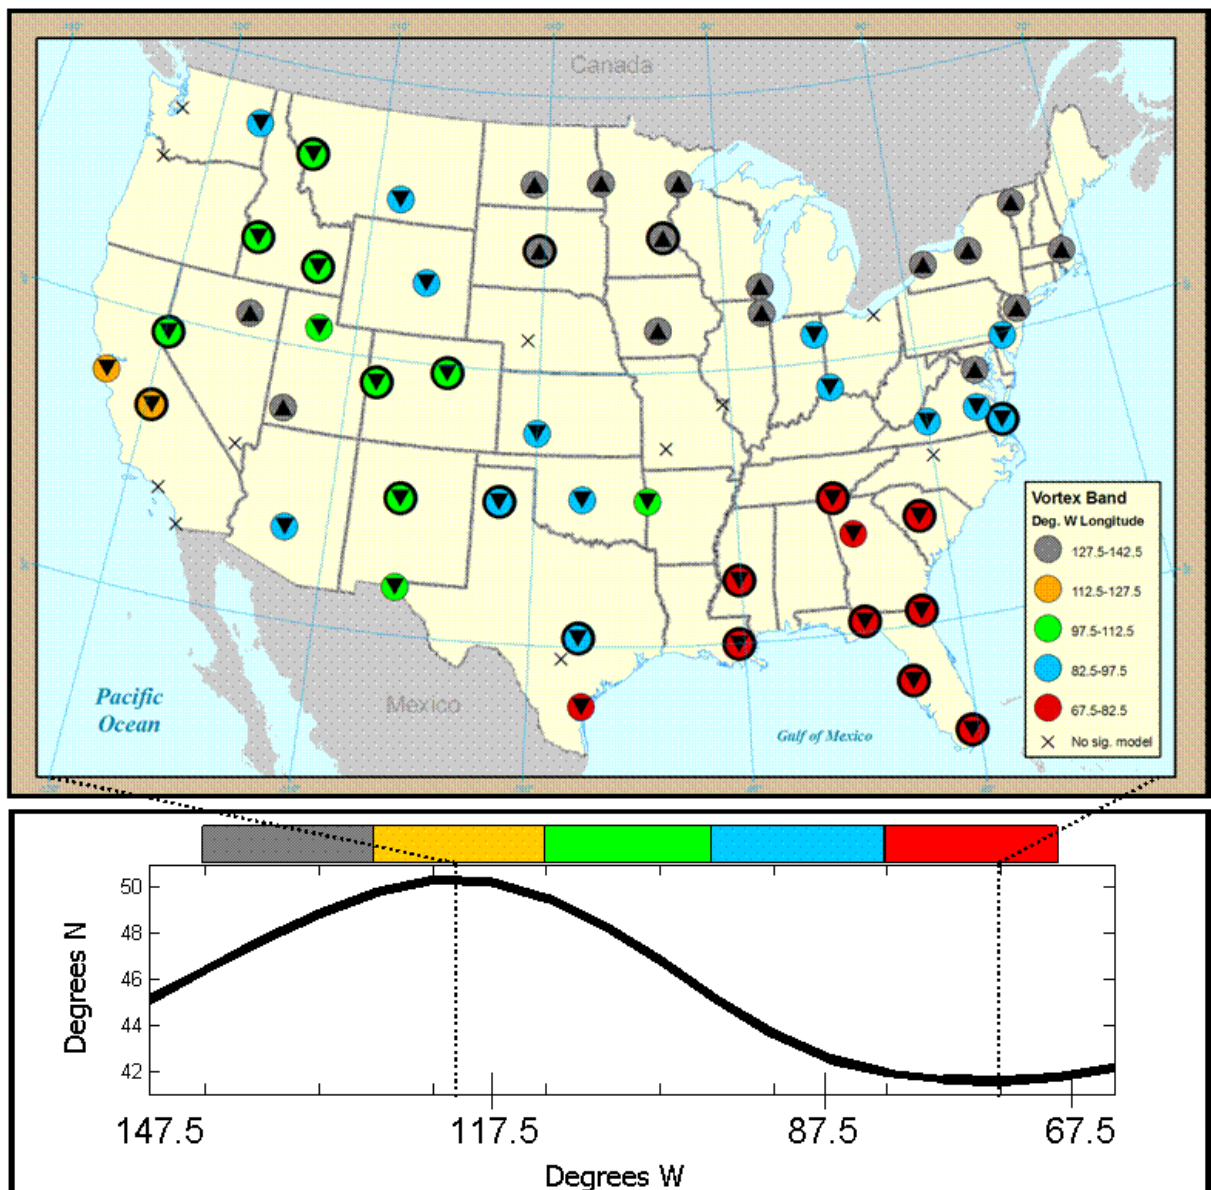 Canada
Vortex Band
Deg. W Longitude
127.5-142.5
112.5-127.5
97.5-112.5
82.5-97.5
67.5-82.5
No sig. model
Pacific
Ocean
Mexico
Gulf of Mexico
50
48
46
44
42
Degrees N
147.5
117.5
87.5
67.5
Degrees W